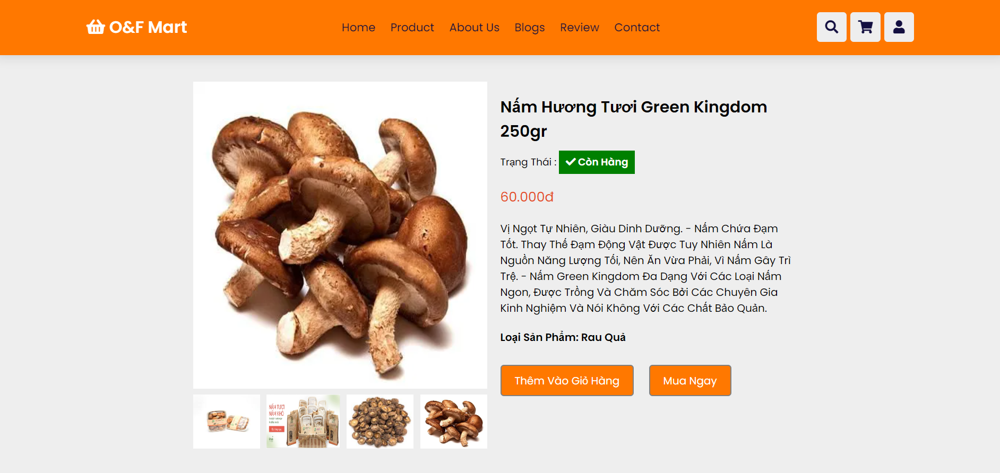 O&F Mart
Home Product About Us Blogs Review Contact
Nấm Hương Tươi Green Kingdom
250gr
Trạng Thái : Còn Hàng
60.000đ
Vị Ngọt Tự Nhiên, Giàu Dinh Dưỡng. - Nấm Chứa Đạm
Tốt. Thay Thế Đạm Động Vật Được Tuy Nhiên Nấm Là
Nguồn Năng Lượng Tối, Nên Ăn Vừa Phải, Vì Nấm Gây Trì
Trệ. - Nấm Green Kingdom Đa Dạng Với Các Loại Nấm
Ngon, Được Trồng Và Chăm Sóc Bởi Các Chuyên Gia
Kinh Nghiệm Và Nói Không Với Các Chất Bảo Quản.
Loại Sản Phẩm: Rau Quả
Thêm Vào Giỏ Hàng
Mua Ngay
NẤM TƯƠI
NẤM KHÔ